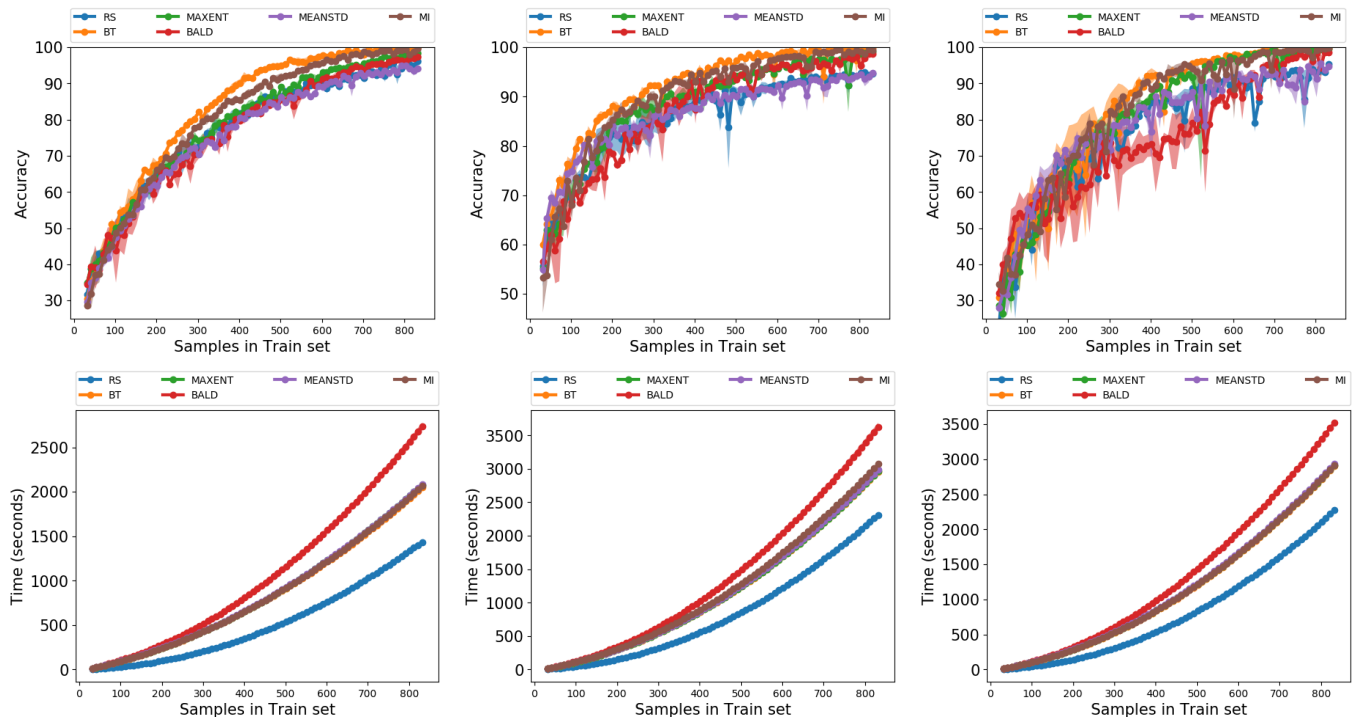 RS MAXENT MEANSTD MI
BT BALD
100
90
80
70
60
50
40
30
Accuracy
0 100 200 300 400 500 600 700 800
Samples in Train set
RS MAXENT MEANSTD MI
BT BALD
100
90
80
70
60
50
Accuracy
0 100 200 300 400 500 600 700 800
Samples in Train set
RS MAXENT MEANSTD MI
BT BALD
100
90
80
70
60
50
40
30
Accuracy
0 100 200 300 400 500 600 700 800
Samples in Train set
RS MAXENT MEANSTD MI
BT BALD
2500
2000
1500
1000
500
0
Time (seconds)
0 100 200 300 400 500 600 700 800
Samples in Train set
RS MAXENT MEANSTD MI
BT BALD
3500
3000
2500
2000
1500
1000
500
0
Time (seconds)
0 100 200 300 400 500 600 700 800
Samples in Train set
RS MAXENT MEANSTD MI
BT BALD
3500
3000
2500
2000
1500
1000
500
0
Time (seconds)
0 100 200 300 400 500 600 700 800
Samples in Train set